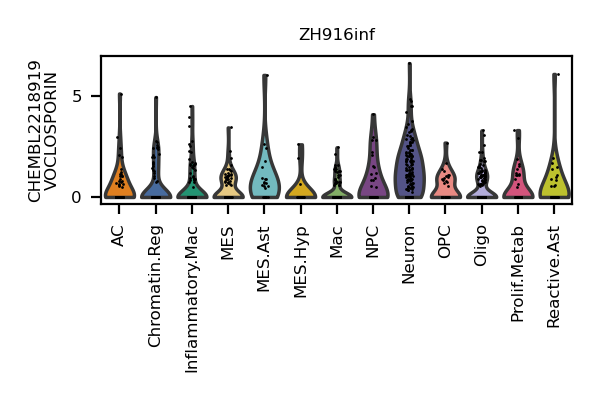 ZH916inf
CHEMBL2218919
VOCLOSPORIN
5
0
AC
Chromatin.Reg
Inflammatory.Mac
MES
MES.Ast
MES.Hyp
Mac
NPC
Neuron
OPC
Oligo
Prolif.Metab
Reactive.Ast